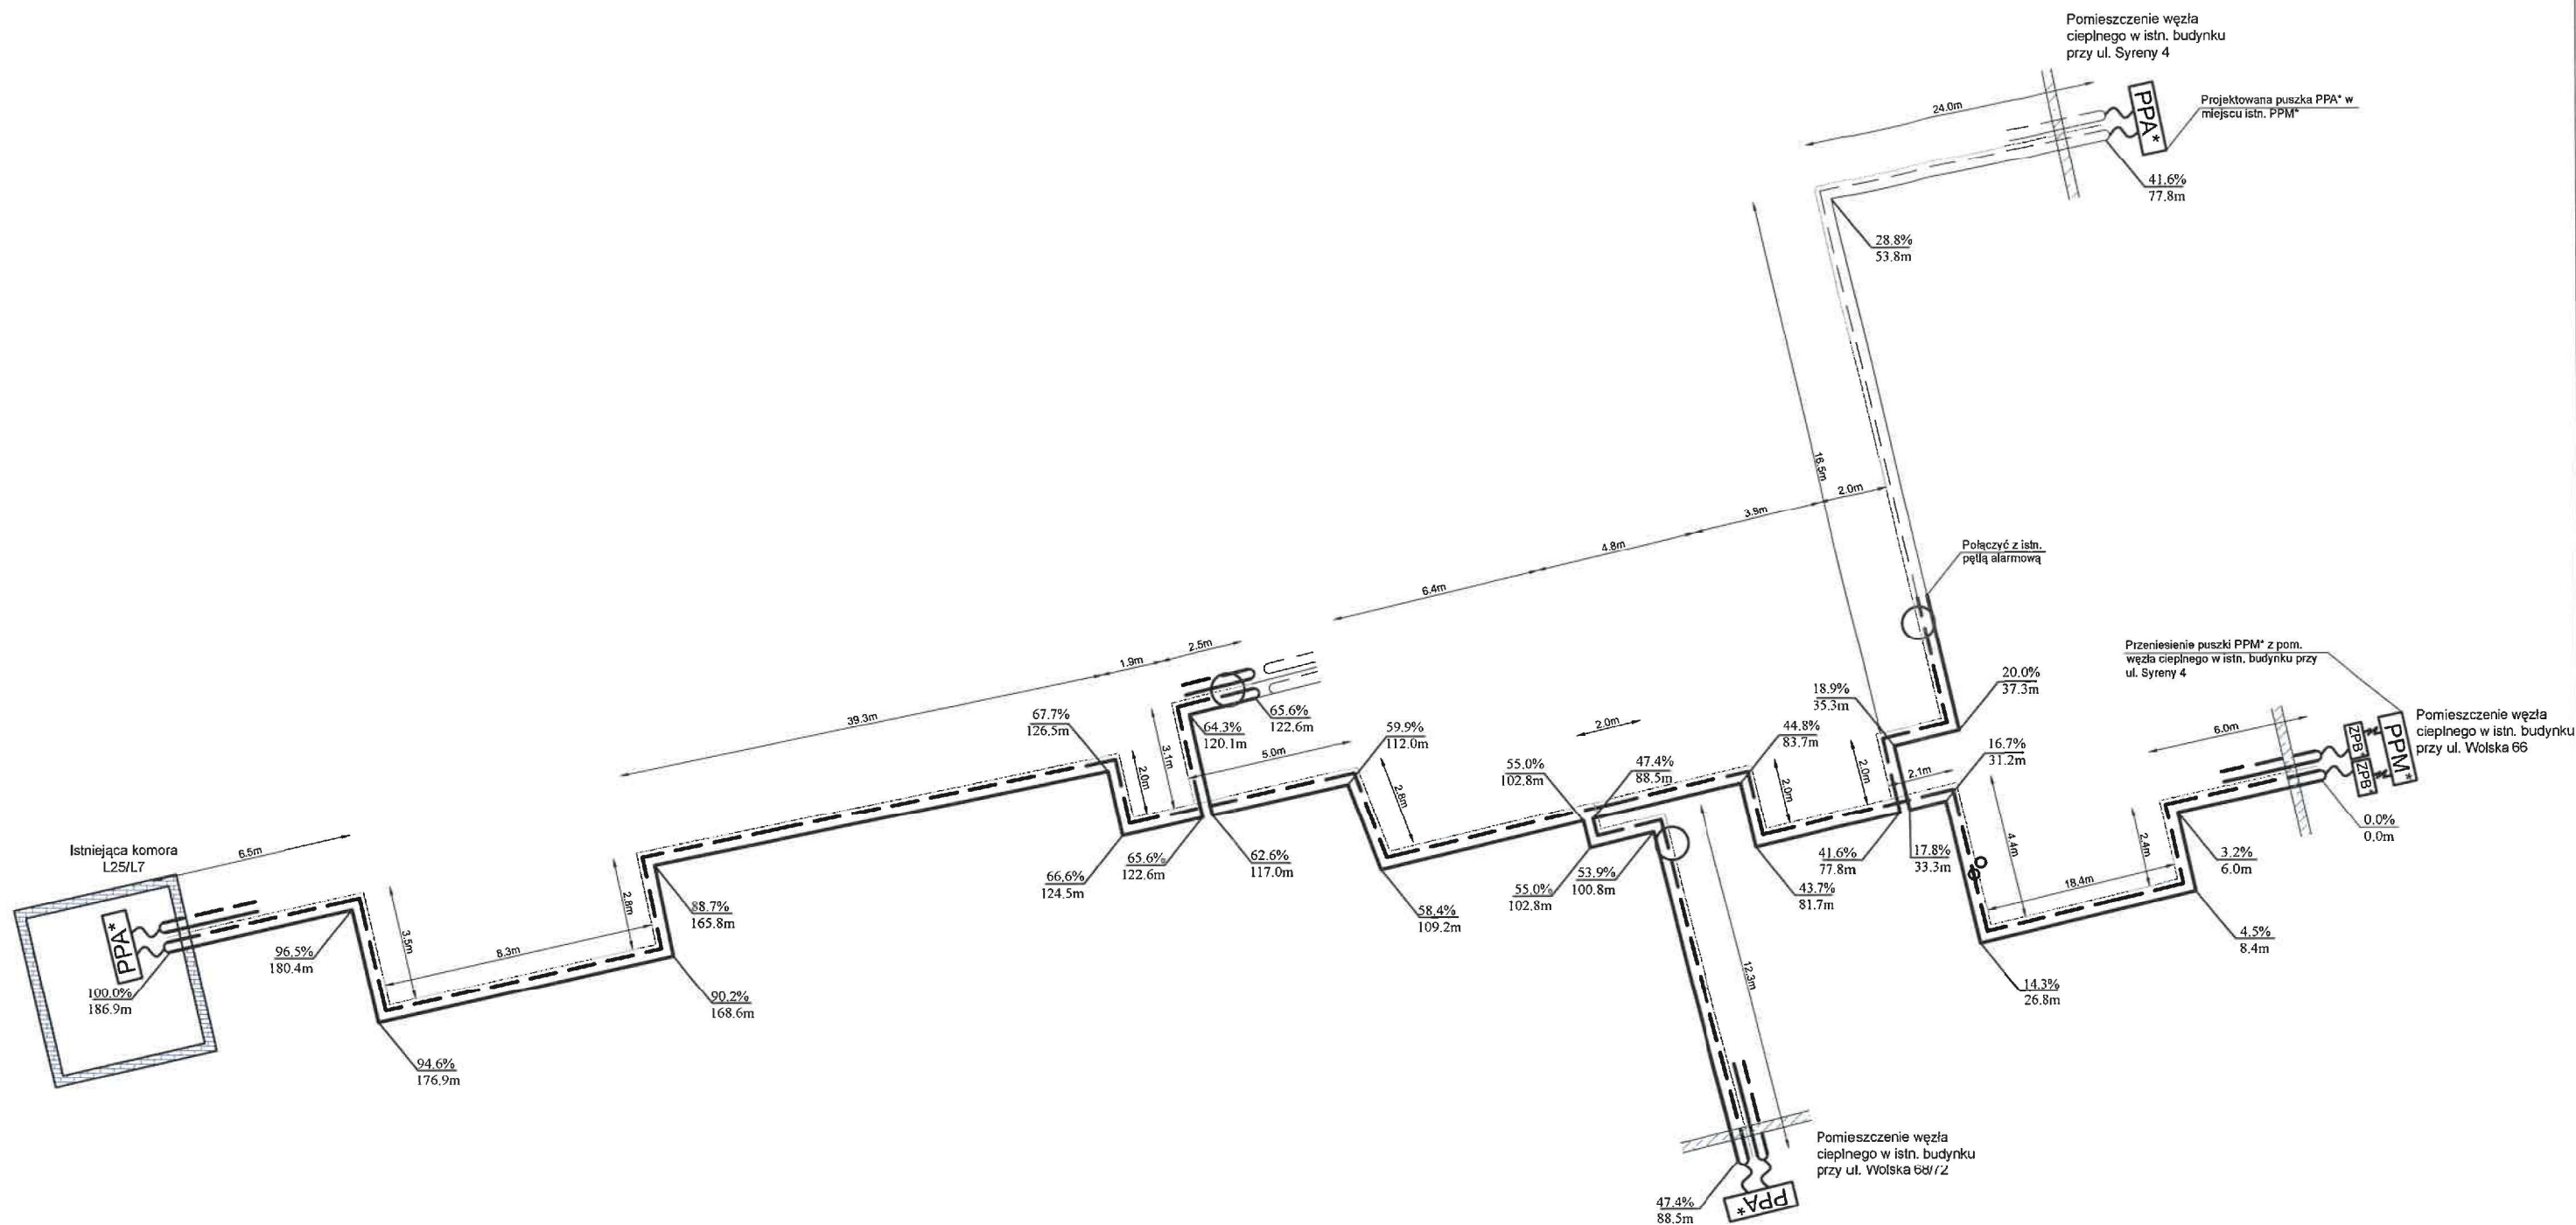 Pomieszczenie węzła
cieplnego w istn. budynku
przy ul. Syreny 4
24.0m
PPA*
Projektowana puszka PPA* w
miejscu istn. PPM*
41.6%
77.8m
28.8%
53.8m
16.5m
2.0m
3.9m
4.8m
6.4m
Połączyć z istn.
pętlą alarmową
2.5m
1.9m
39.3m
67.7%
126.5m
64.3%
120.1m
65.6%
122.6m
2.0m
3.1m
5.0m
59.9%
112.0m
2.8m
2.0m
55.0%
102.8m
47.4%
88.5m
44.8%
83.7m
2.0m
18.9%
35.3m
2.0m
2.1m
20.0%
37.3m
16.7%
31.2m
Przeniesienie puszki PPM* z pom.
węzła cieplnego w istn. budynku przy
ul. Syreny 4
6.0m
ZPB*
ZPB*
PPM*
Pomieszczenie węzła
cieplnego w istn. budynku
przy ul. Wolska 66
0.0%
0.0m
3.2%
6.0m
2.4m
18.4m
4.4m
4.5%
8.4m
14.3%
26.8m
17.8%
33.3m
41.6%
77.8m
43.7%
81.7m
53.9%
100.8m
55.0%
102.8m
58.4%
109.2m
62.6%
117.0m
65.6%
122.6m
66.6%
124.5m
Istniejąca komora
L25/L7
6.5m
PPA*
100.0%
186.9m
96.5%
180.4m
3.5m
8.3m
2.8m
88.7%
165.8m
90.2%
168.6m
94.6%
176.9m
12.3m
Pomieszczenie węzła
cieplnego w istn. budynku
przy ul. Wolska 68/72
47.4%
88.5m
PPA*